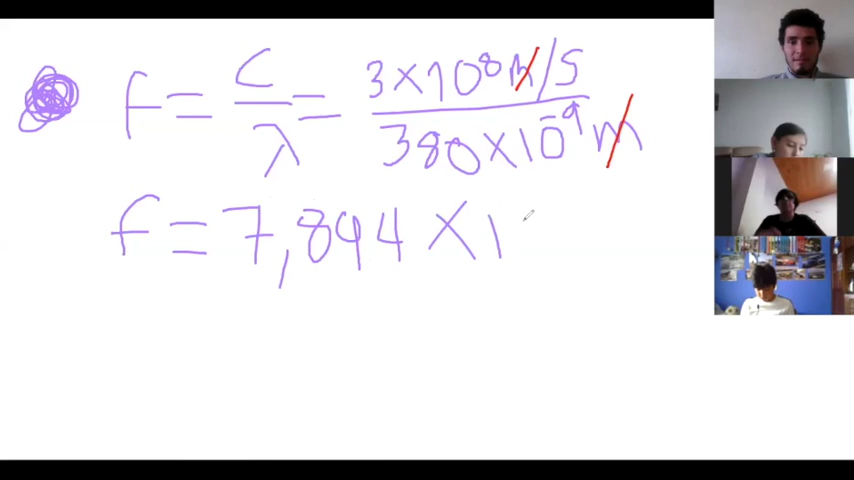 f = C/λ = 3×10⁸ m/s / 380×10⁻⁹ m
f = 7,894 × 1